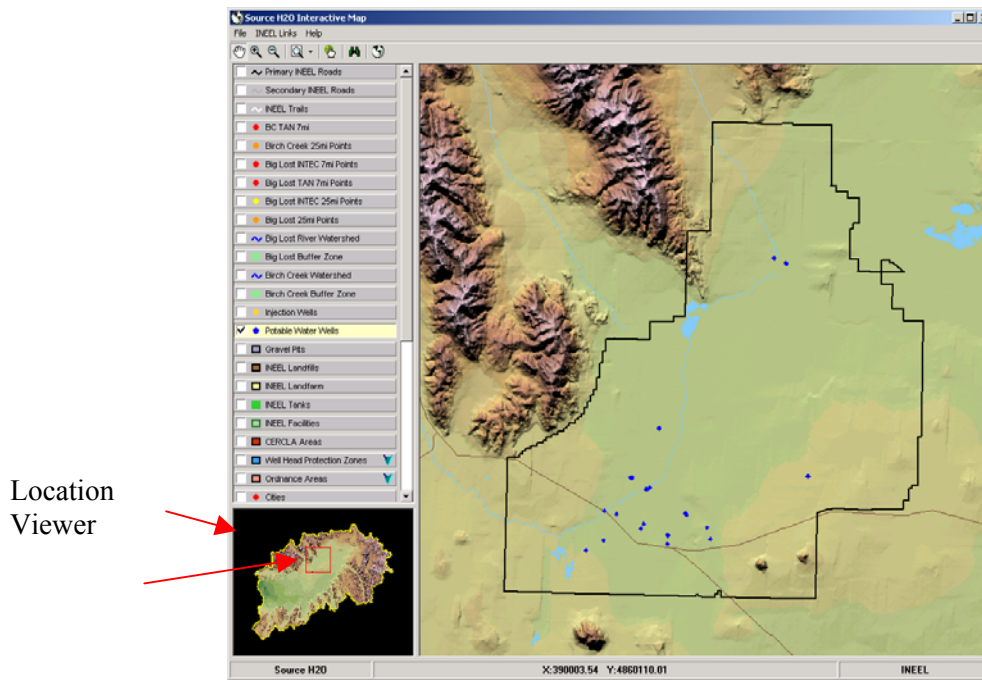 Source H2O Interactive Map
File INEEL Links Help
Primary INEEL Roads
Secondary INEEL Roads
INEEL Trails
BC TAN 7mi
Birch Creek 25mi Points
Big Lost INTEC 7mi Points
Big Lost TAN 7mi Points
Big Lost INTEC 25mi Points
Big Lost 25mi Points
Big Lost River Watershed
Big Lost Buffer Zone
Birch Creek Watershed
Birch Creek Buffer Zone
Injection Wells
Potable Water Wells
Gravel Pits
INEEL Landfills
INEEL Landfarm
INEEL Tanks
INEEL Facilities
CERCLA Areas
Well Head Protection Zones
Ordnance Areas
Cities
Location
Viewer
Source H2O X:390003.54 Y:4860110.01 INEEL